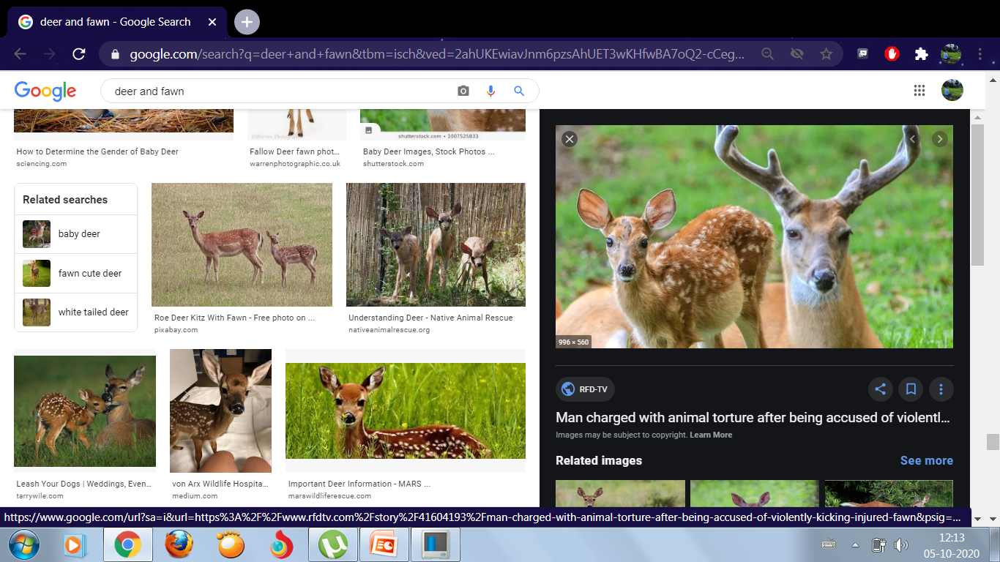 deer and fawn - Google Search
google.com/search?q=deer+and+fawn&tbm=isch&ved=2ahUKEwiavJnm6pzsAhUET3wKHfwBA7oQ2-cCeg...
Google
deer and fawn
shutterstock.com • 1007525833
How to Determine the Gender of Baby Deer
sciencing.com
Fallow Deer fawn phot...
warrenphotographic.co.uk
Baby Deer Images, Stock Photos ...
shutterstock.com
Related searches
baby deer
fawn cute deer
white tailed deer
Roe Deer Kitz With Fawn - Free photo on ...
pixabay.com
Understanding Deer - Native Animal Rescue
nativeanimalrescue.org
Leash Your Dogs | Weddings, Even...
tarrywile.com
von Arx Wildlife Hospita...
medium.com
Important Deer Information - MARS ...
marswildliferescue.com
996 × 560
RFD-TV
Man charged with animal torture after being accused of violentl...
Images may be subject to copyright. Learn More
Related images
See more
https://www.google.com/url?sa=i&url=https%3A%2F%2Fwww.rfdtv.com%2Fstory%2F41604193%2Fman-charged-with-animal-torture-after-being-accused-of-violently-kicking-injured-fawn&psig=...
12:13
05-10-2020